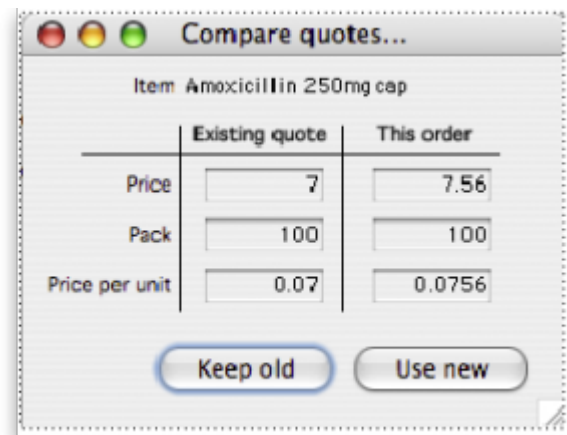 Compare quotes...
Item Amoxicillin 250mg cap
Existing quote This order
Price 7 7.56
Pack 100 100
Price per unit 0.07 0.0756
Keep old Use new